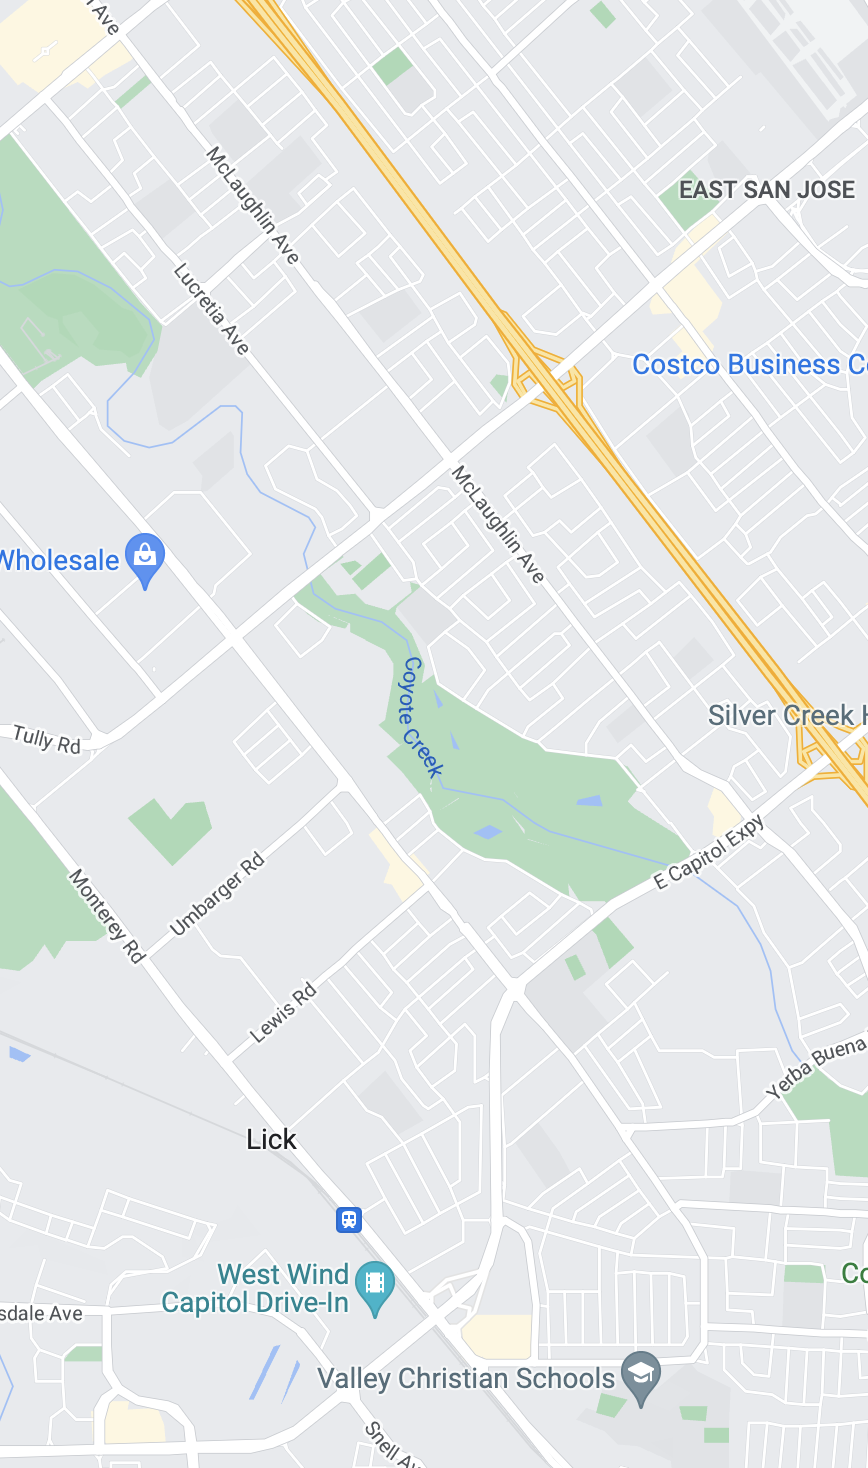 Ave
McLaughlin Ave
EAST SAN JOSE
Lucretia Ave
Costco Business C
McLaughlin Ave
Wholesale
Coyote Creek
Silver Creek H
Tully Rd
E Capitol Expy
Umbarger Rd
Monterey Rd
Lewis Rd
Yerba Buena
Lick
West Wind
Capitol Drive-In
Co
sdale Ave
Valley Christian Schools
Snell Av